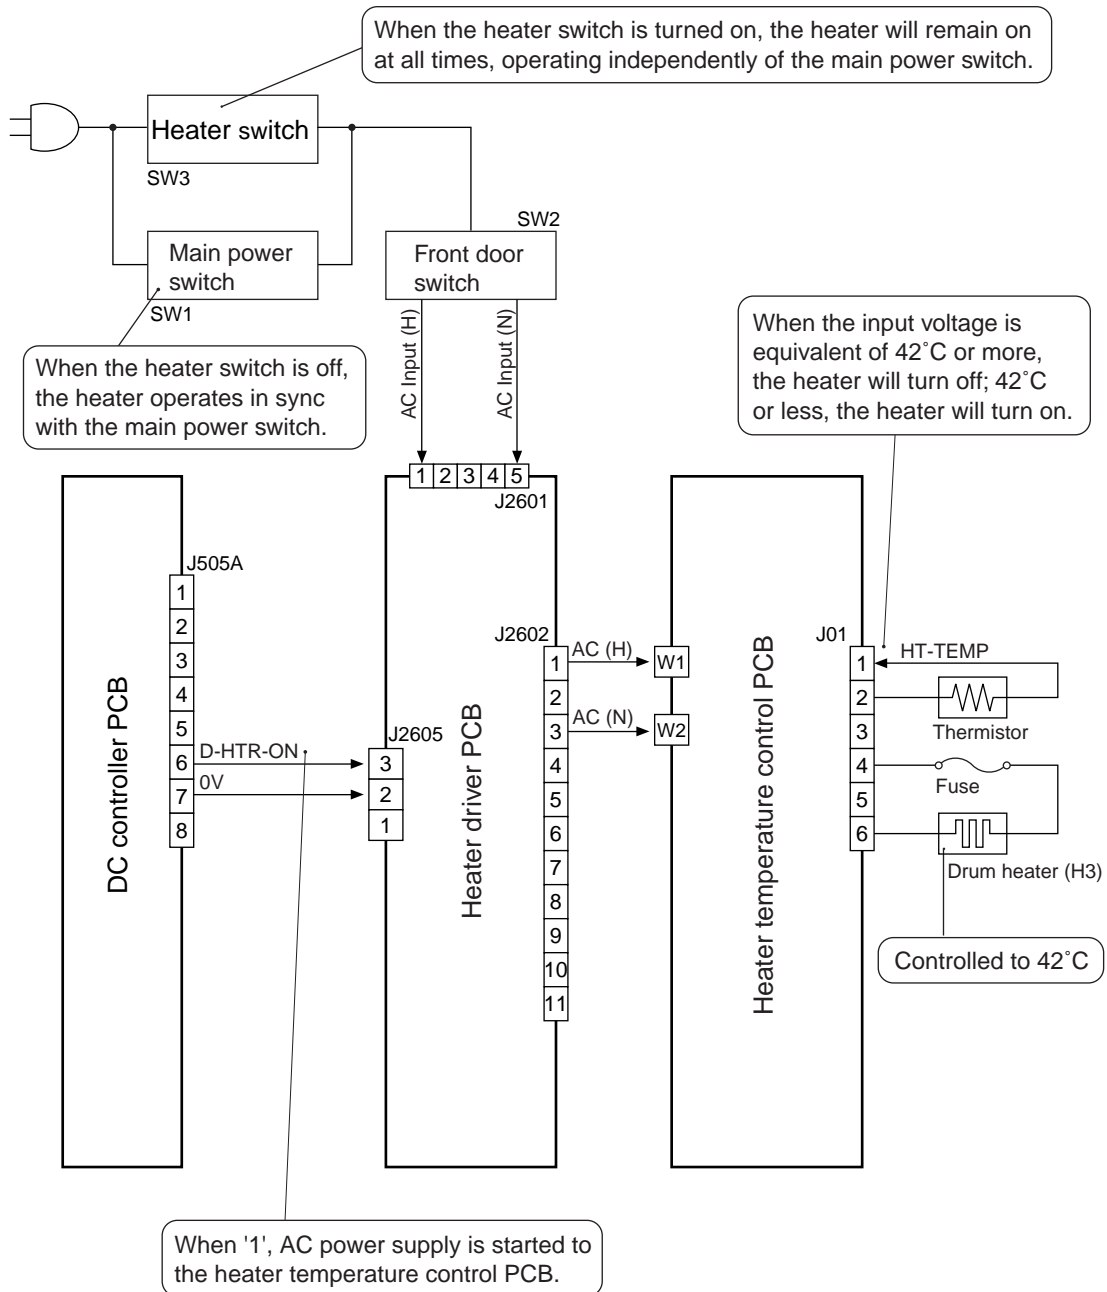 When the heater switch is turned on, the heater will remain on
at all times, operating independently of the main power switch.
Heater switch
SW3
SW2
Main power
switch
SW1
Front door
switch
When the heater switch is off,
the heater operates in sync
with the main power switch.
AC Input (H)
AC Input (N)
When the input voltage is
equivalent of 42˚C or more,
the heater will turn off; 42˚C
or less, the heater will turn on.
1 2 3 4 5
J2601
J505A
1
2
3
4
5
6
7
8
DC controller PCB
D-HTR-ON
0V
J2605
3
2
1
Heater driver PCB
J2602
1
2
3
4
5
6
7
8
9
10
11
AC (H)
AC (N)
W1
W2
Heater temperature control PCB
J01
1
2
3
4
5
6
HT-TEMP
Thermistor
Fuse
Drum heater (H3)
Controlled to 42˚C
When '1', AC power supply is started to
the heater temperature control PCB.